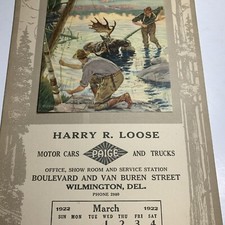 HARRY R. LOOSE
MOTOR CARS PAIGE AND TRUCKS
OFFICE, SHOW ROOM AND SERVICE STATION
BOULEVARD AND VAN BUREN STREET
WILMINGTON, DEL.
PHONE
1922 March 1922
SUN MON TUE WED THU FRI SAT
1 2 3 4